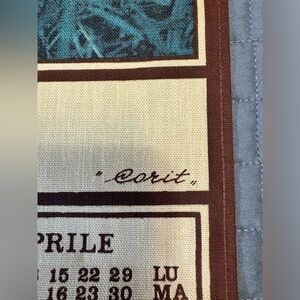 "Corit„
PRILE
15 22 29 LU
16 23 30 MA